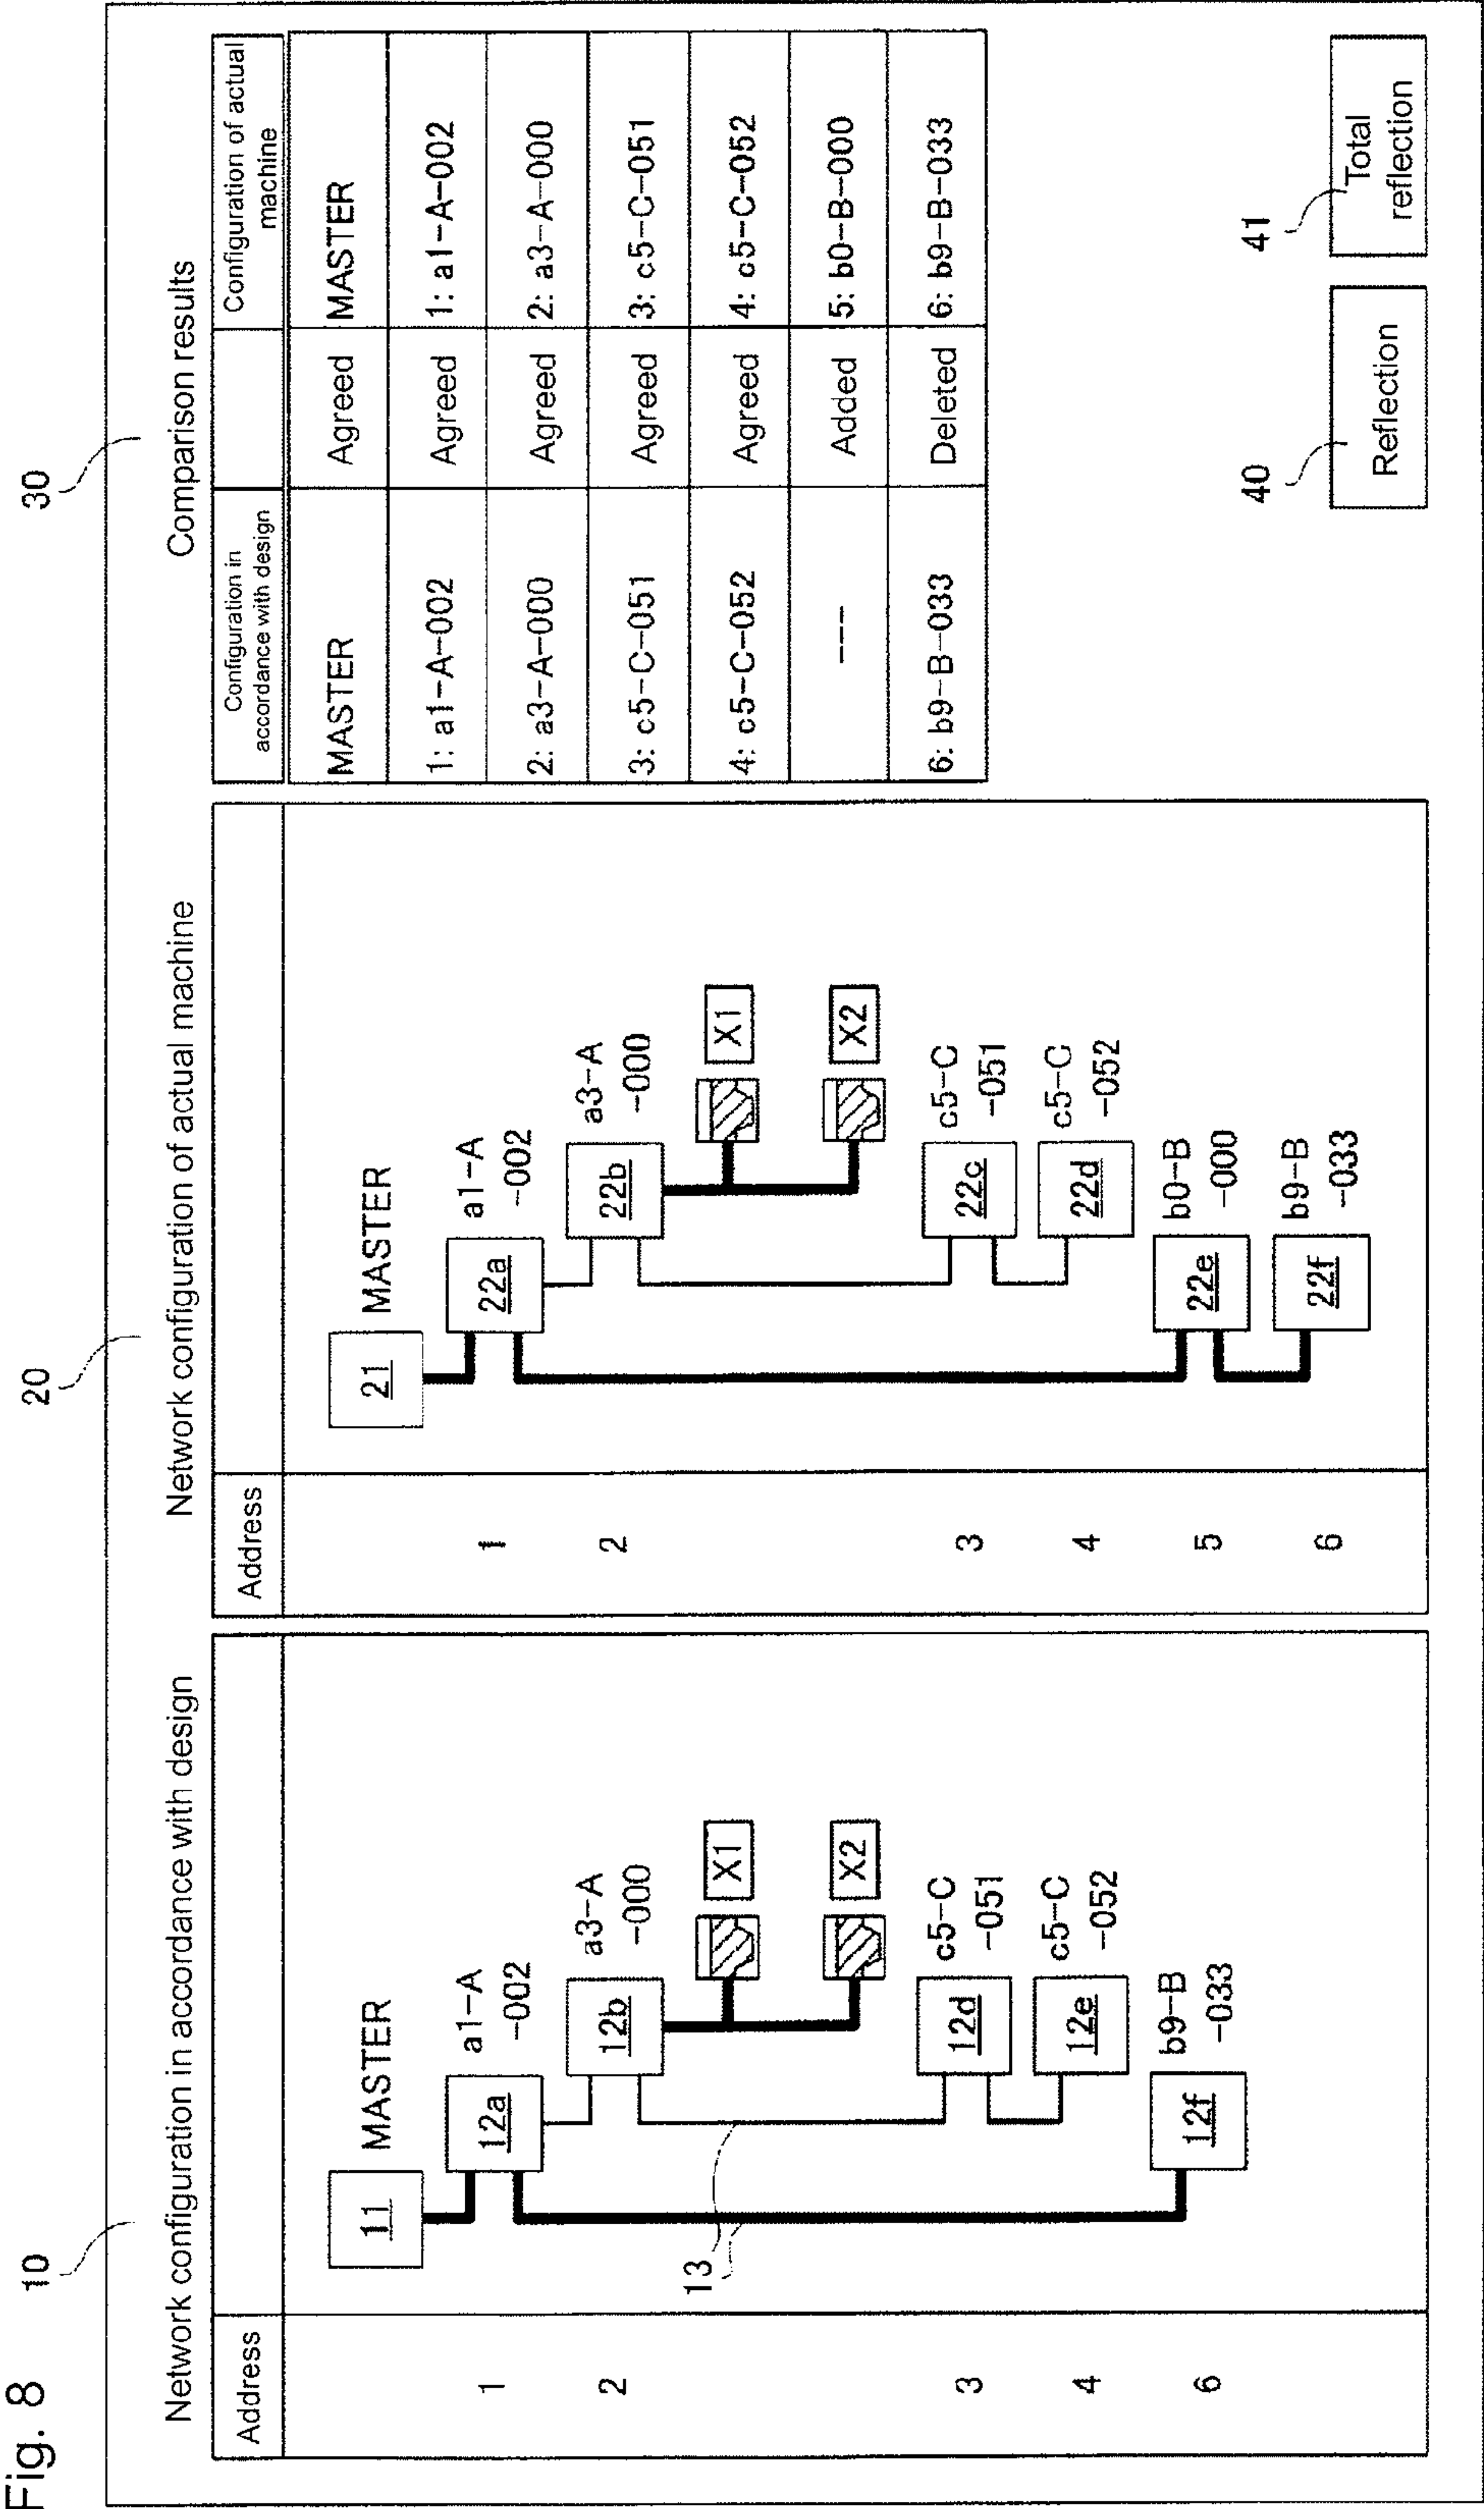 Fig. 8
10
20
30
Network configuration in accordance with design
Address
11
MASTER
1
12a
a1-A
-002
2
12b
a3-A
-000
X1
X2
13
3
12d
c5-C
-051
4
12e
c5-C
-052
6
12f
b9-B
-033
Network configuration of actual machine
Address
21
MASTER
1
22a
a1-A
-002
2
22b
a3-A
-000
X1
X2
3
22c
c5-C
-051
4
22d
c5-C
-052
5
22e
b0-B
-000
6
22f
b9-B
-033
Comparison results
Configuration in
accordance with design
Configuration of actual
machine
MASTER Agreed MASTER
1: a1-A-002 Agreed 1: a1-A-002
2: a3-A-000 Agreed 2: a3-A-000
3: c5-C-051 Agreed 3: c5-C-051
4: c5-C-052 Agreed 4: c5-C-052
--- Added 5: b0-B-000
6: b9-B-033 Deleted 6: b9-B-033
40
41
Reflection
Total
reflection